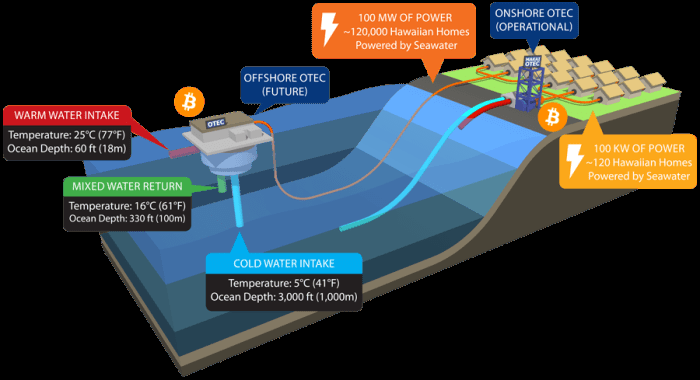 100 MW OF POWER
~120,000 Hawaiian Homes
Powered by Seawater
ONSHORE OTEC
(OPERATIONAL)
MAKAI
OTEC
OFFSHORE OTEC
(FUTURE)
OTEC
WARM WATER INTAKE
Temperature: 25°C (77°F)
Ocean Depth: 60 ft (18m)
100 KW OF POWER
~120 Hawaiian Homes
Powered by Seawater
MIXED WATER RETURN
Temperature: 16°C (61°F)
Ocean Depth: 330 ft (100m)
COLD WATER INTAKE
Temperature: 5°C (41°F)
Ocean Depth: 3,000 ft (1,000m)